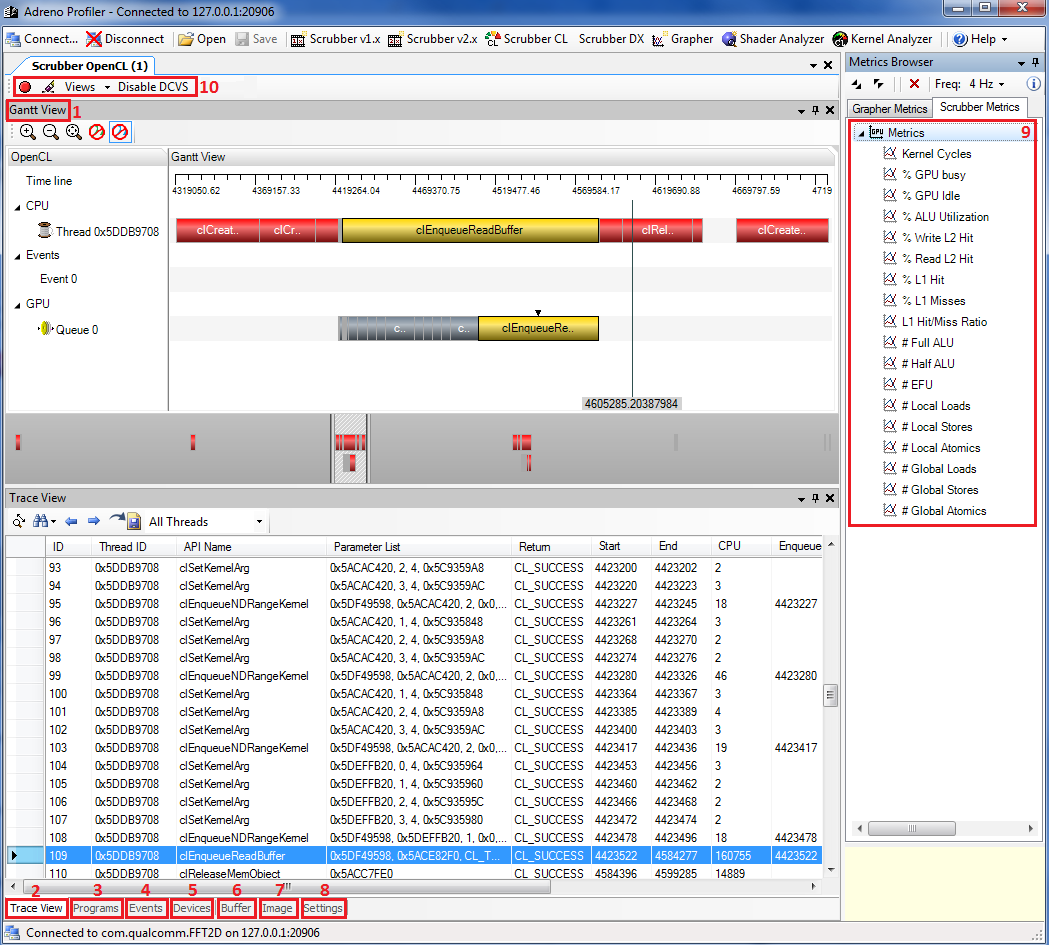 Adreno Profiler - Connected to 127.0.0.1:20906
Connect... Disconnect Open Save Scrubber v1.x Scrubber v2.x Scrubber CL Scrubber DX Grapher Shader Analyzer Kernel Analyzer Help
Scrubber OpenCL (1)
Views Disable DCVS 10
Gantt View 1
OpenCL Gantt View
Time line
4319050.62 4369157.33 4419264.04 4469370.75 4519477.46 4569584.17 4619690.88 4669797.59 4719
CPU
Thread 0x5DDB9708 clCreat.. clCr.. clEnqueueReadBuffer clRel.. clCreate..
Events
Event 0
GPU
Queue 0 c.. c.. clEnqueueRe..
4605285.20387984
Trace View
All Threads
ID Thread ID API Name Parameter List Return Start End CPU Enqueue
93 0x5DDB9708 clSetKernelArg 0x5ACAC420, 2, 4, 0x5C9359A8 CL_SUCCESS 4423200 4423202 2
94 0x5DDB9708 clSetKernelArg 0x5ACAC420, 3, 4, 0x5C9359AC CL_SUCCESS 4423220 4423223 3
95 0x5DDB9708 clEnqueueNDRangeKernel 0x5DF49598, 0x5ACAC420, 2, 0x0,... CL_SUCCESS 4423227 4423245 18 4423227
96 0x5DDB9708 clSetKernelArg 0x5ACAC420, 1, 4, 0x5C935848 CL_SUCCESS 4423261 4423264 3
97 0x5DDB9708 clSetKernelArg 0x5ACAC420, 2, 4, 0x5C9359A8 CL_SUCCESS 4423268 4423270 2
98 0x5DDB9708 clSetKernelArg 0x5ACAC420, 3, 4, 0x5C9359AC CL_SUCCESS 4423274 4423276 2
99 0x5DDB9708 clEnqueueNDRangeKernel 0x5DF49598, 0x5ACAC420, 2, 0x0,... CL_SUCCESS 4423280 4423326 46 4423280
100 0x5DDB9708 clSetKernelArg 0x5ACAC420, 1, 4, 0x5C935848 CL_SUCCESS 4423364 4423367 3
101 0x5DDB9708 clSetKernelArg 0x5ACAC420, 2, 4, 0x5C9359A8 CL_SUCCESS 4423385 4423389 4
102 0x5DDB9708 clSetKernelArg 0x5ACAC420, 3, 4, 0x5C9359AC CL_SUCCESS 4423400 4423403 3
103 0x5DDB9708 clEnqueueNDRangeKernel 0x5DF49598, 0x5ACAC420, 2, 0x0,... CL_SUCCESS 4423417 4423436 19 4423417
104 0x5DDB9708 clSetKernelArg 0x5DEFFB20, 0, 4, 0x5C935964 CL_SUCCESS 4423453 4423456 3
105 0x5DDB9708 clSetKernelArg 0x5DEFFB20, 1, 4, 0x5C935960 CL_SUCCESS 4423460 4423462 2
106 0x5DDB9708 clSetKernelArg 0x5DEFFB20, 2, 4, 0x5C93595C CL_SUCCESS 4423466 4423468 2
107 0x5DDB9708 clSetKernelArg 0x5DEFFB20, 3, 4, 0x5C935980 CL_SUCCESS 4423472 4423474 2
108 0x5DDB9708 clEnqueueNDRangeKernel 0x5DF49598, 0x5DEFFB20, 1, 0x0,... CL_SUCCESS 4423478 4423496 18 4423478
109 0x5DDB9708 clEnqueueReadBuffer 0x5DF49598, 0x5ACE82F0, CL_T... CL_SUCCESS 4423522 4584277 160755 4423522
110 0x5DDB9708 clReleaseMemObject 0x5ACC7FE0 CL_SUCCESS 4584396 4599285 14889
2 3 4 5 6 7 8
Trace View Programs Events Devices Buffer Image Settings
Connected to com.qualcomm.FFT2D on 127.0.0.1:20906
Metrics Browser
Freq: 4 Hz
Grapher Metrics Scrubber Metrics
Metrics 9
Kernel Cycles
% GPU busy
% GPU Idle
% ALU Utilization
% Write L2 Hit
% Read L2 Hit
% L1 Hit
% L1 Misses
L1 Hit/Miss Ratio
# Full ALU
# Half ALU
# EFU
# Local Loads
# Local Stores
# Local Atomics
# Global Loads
# Global Stores
# Global Atomics